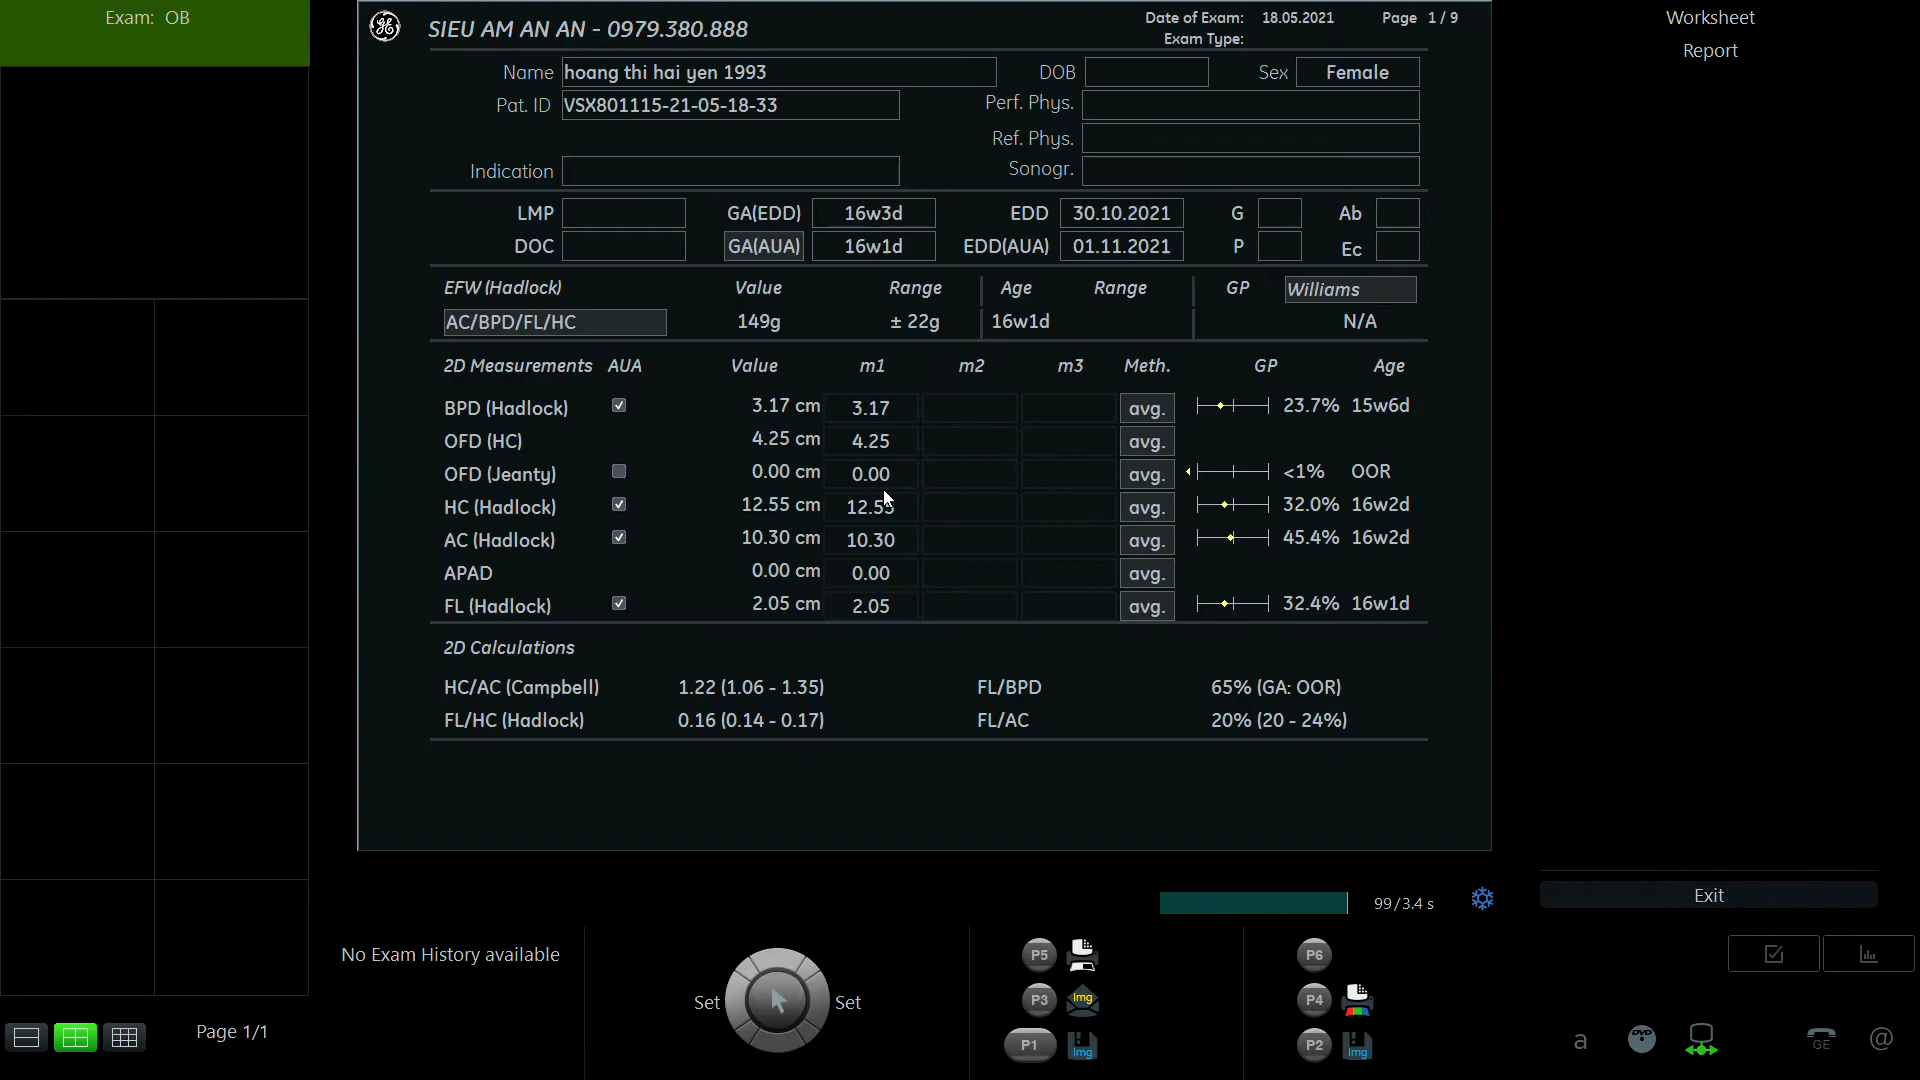 Exam: OB
SIEU AM AN AN - 0979.380.888
Date of Exam: 18.05.2021 Page 1 / 9
Exam Type:
Name hoang thi hai yen 1993 DOB Sex Female
Pat. ID VSX801115-21-05-18-33 Perf. Phys.
Ref. Phys.
Indication Sonogr.
LMP GA(EDD) 16w3d EDD 30.10.2021 G Ab
DOC GA(AUA) 16w1d EDD(AUA) 01.11.2021 P Ec
EFW (Hadlock) Value Range Age Range GP Williams
AC/BPD/FL/HC 149g ± 22g 16w1d N/A
2D Measurements AUA Value m1 m2 m3 Meth. GP Age
BPD (Hadlock) 3.17 cm 3.17 avg. 23.7% 15w6d
OFD (HC) 4.25 cm 4.25 avg.
OFD (Jeanty) 0.00 cm 0.00 avg. <1% OOR
HC (Hadlock) 12.55 cm 12.55 avg. 32.0% 16w2d
AC (Hadlock) 10.30 cm 10.30 avg. 45.4% 16w2d
APAD 0.00 cm 0.00 avg.
FL (Hadlock) 2.05 cm 2.05 avg. 32.4% 16w1d
2D Calculations
HC/AC (Campbell) 1.22 (1.06 - 1.35) FL/BPD 65% (GA: OOR)
FL/HC (Hadlock) 0.16 (0.14 - 0.17) FL/AC 20% (20 - 24%)
Worksheet
Report
99/3.4 s
Exit
No Exam History available
Set Set
P5 P6
P3 Img P4
P1 Img P2 Img
Page 1/1
a DVD GE @